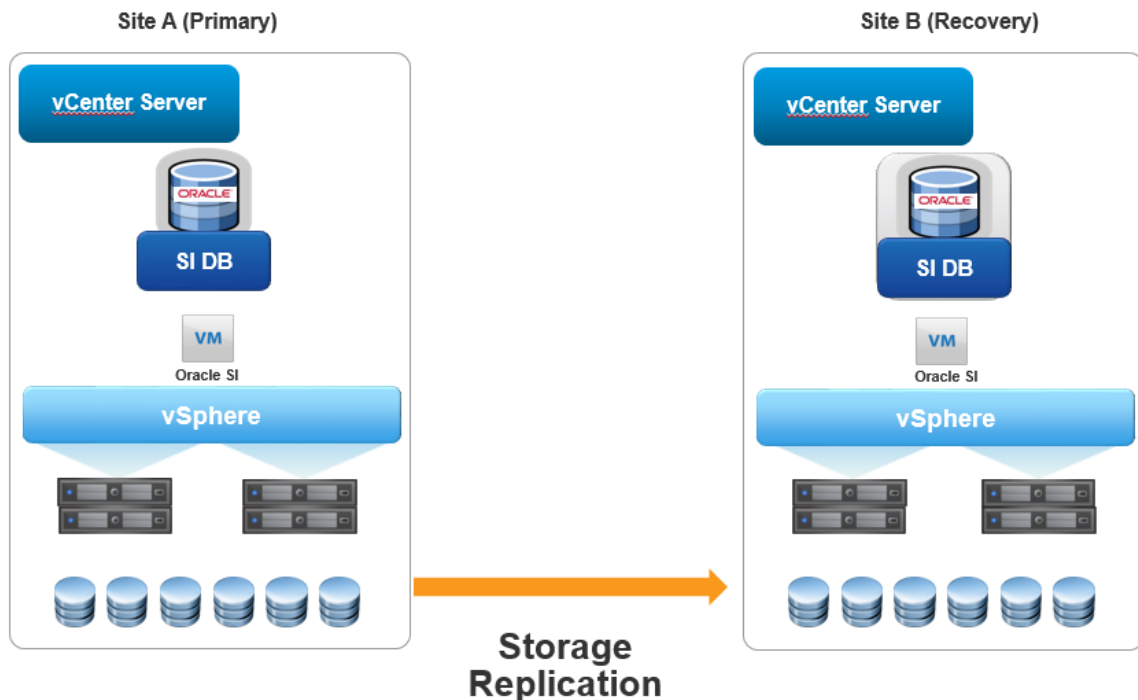 Site A (Primary)
vCenter Server
ORACLE
SI DB
VM
Oracle SI
vSphere
Storage
Replication
Site B (Recovery)
vCenter Server
ORACLE
SI DB
VM
Oracle SI
vSphere